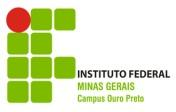 INSTITUTO FEDERAL
MINAS GERAIS
Campus Ouro Preto